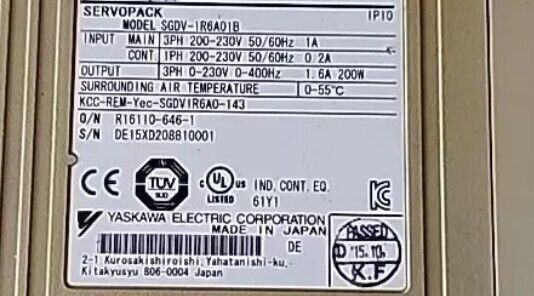 SERVOPACK IP10
MODEL SGDV-1R6A01B
INPUT MAIN 3PH 200-230V 50/60Hz 1A
CONT. 1PH 200-230V 50/60Hz 0.2A
OUTPUT 3PH 0-230V 0-400Hz 1.6A 200W
SURROUNDING AIR TEMPERATURE 0-55℃
KCC-REM-Yec-SGDV1R6A0-143
O/N R16110-646-1
S/N DE15XD208810001
CE TÜV SÜD C UL US LISTED IND. CONT. EQ. 61Y1
YASKAWA ELECTRIC CORPORATION
MADE IN JAPAN
DE
2-1 Kurosakishiroishi, Yahatanishi-ku,
Kitakyusyu 806-0004 Japan
PASSED
'15.10
K.F